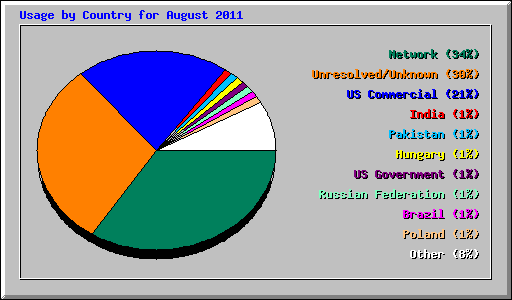 Usage by Country for August 2011
Network (34%)
Unresolved/Unknown (30%)
US Commercial (21%)
India (1%)
Pakistan (1%)
Hungary (1%)
US Government (1%)
Russian Federation (1%)
Brazil (1%)
Poland (1%)
Other (8%)